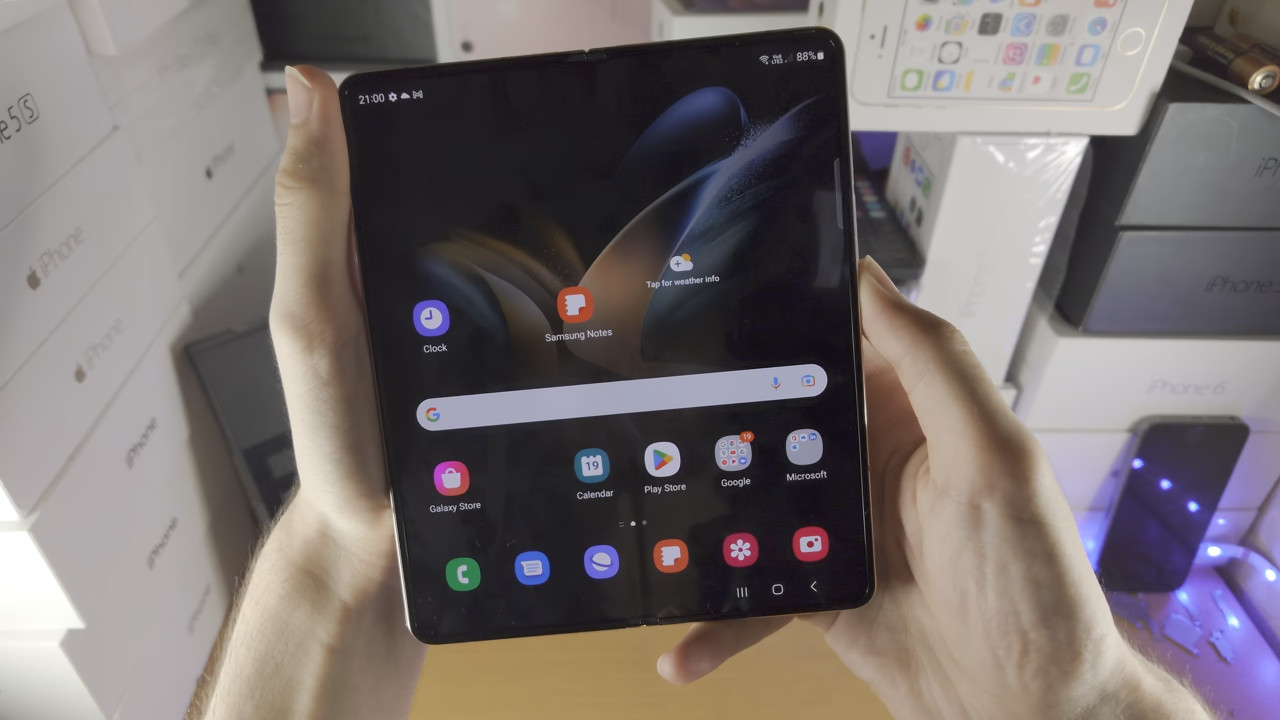 21:00
88%
Tap for weather info
Clock
Samsung Notes
19
19
Galaxy Store
Calendar
Play Store
Google
Microsoft
5S
iPhone
iPhone
iPhone
iPhone
iPhone
iPhone 6